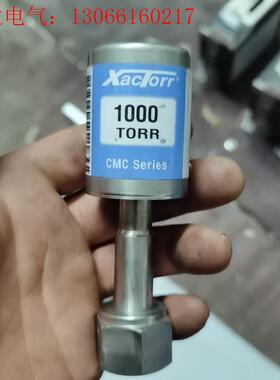 电气：13066160217
XacTorr®
1000
TORR
CMC Series